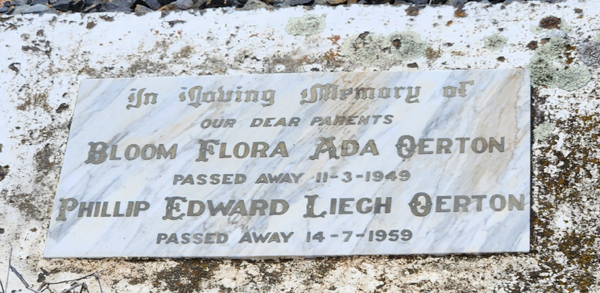 In Loving Memory of
OUR DEAR PARENTS
BLOOM FLORA ADA OERTON
PASSED AWAY 11-3-1949
PHILLIP EDWARD LIEGH OERTON
PASSED AWAY 14-7-1959